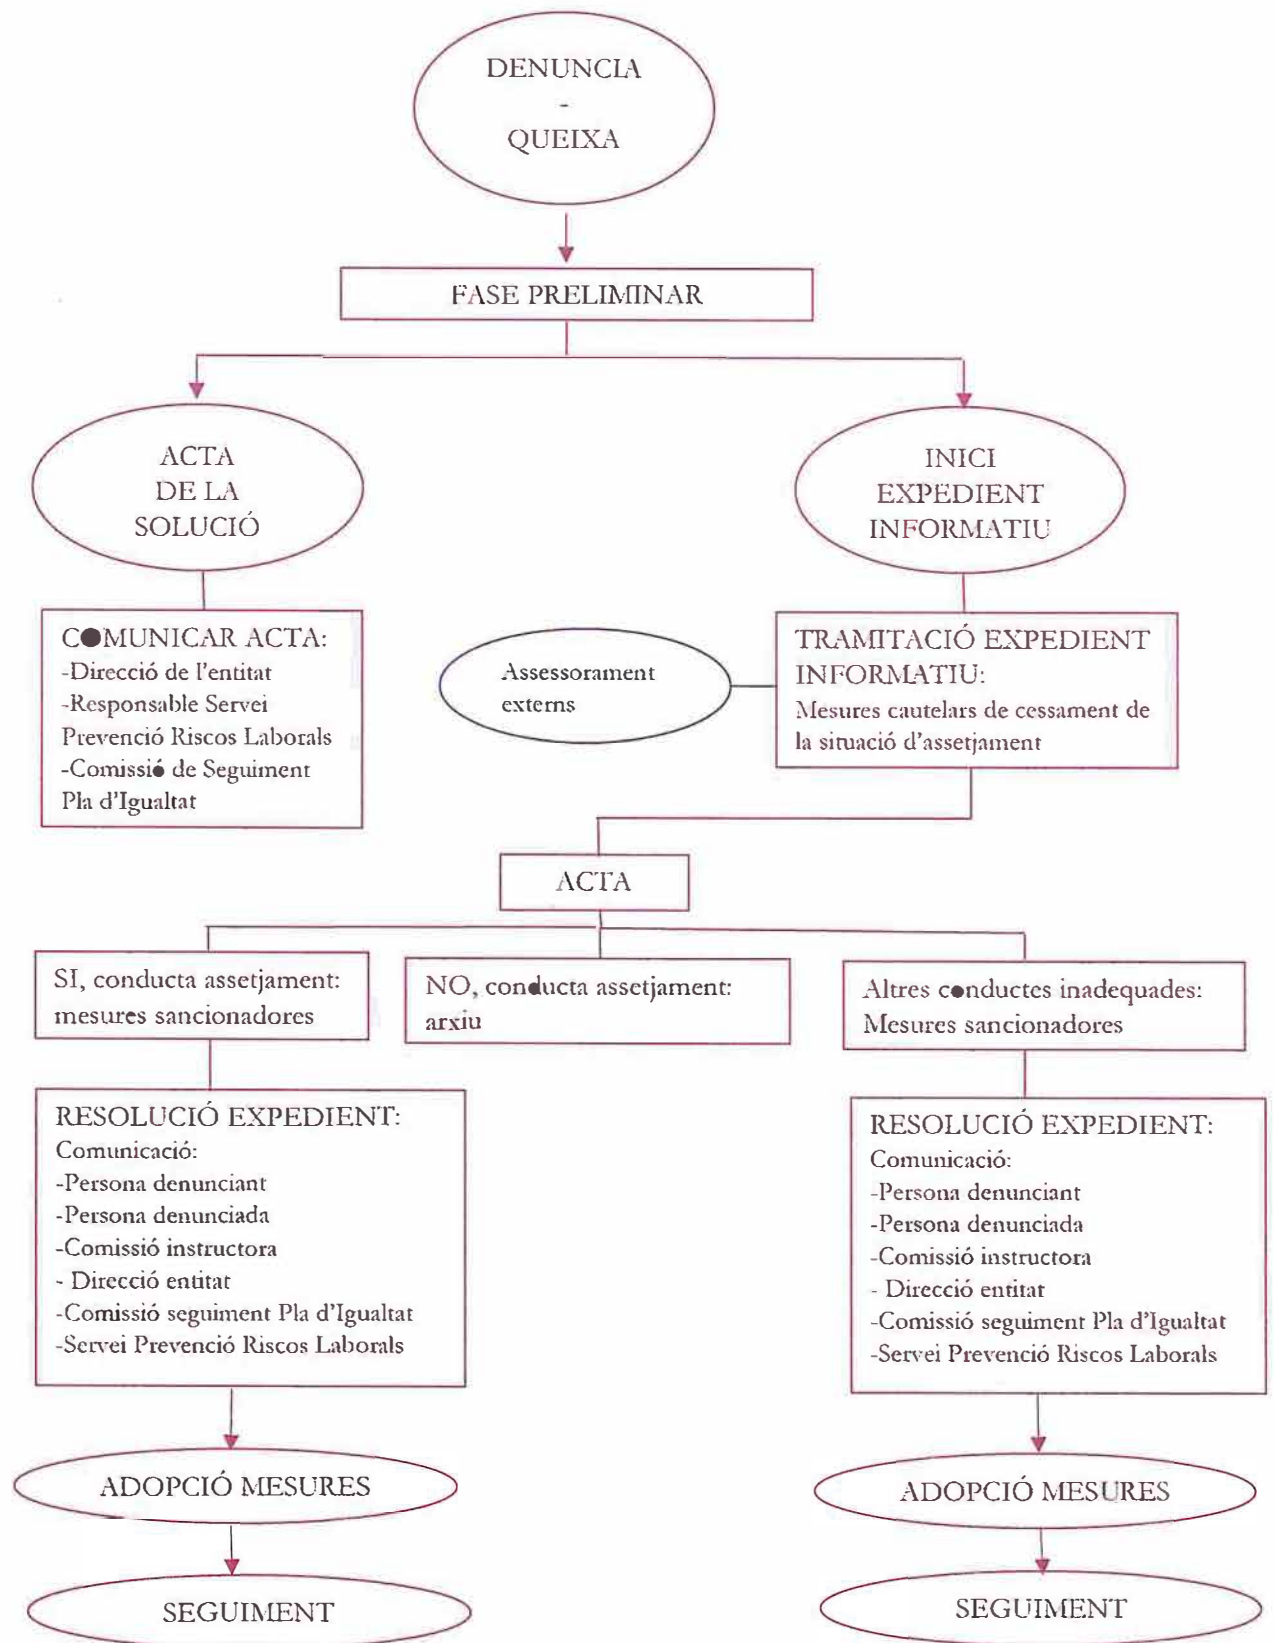 DENUNCIA
-
QUEIXA
FASE PRELIMINAR
ACTA
DE LA
SOLUCIÓ
INICI
EXPEDIENT
INFORMATIU
COMUNICAR ACTA:
-Direcció de l'entitat
-Responsable Servei
Prevenció Riscos Laborals
-Comissió de Seguiment
Pla d'Igualtat
Assessorament
externs
TRAMITACIÓ EXPEDIENT
INFORMATIU:
Mesures cautelars de cessament de
la situació d'assetjament
ACTA
SI, conducta assetjament:
mesures sancionadores
NO, conducta assetjament:
arxiu
Altres conductes inadequades:
Mesures sancionadores
RESOLUCIÓ EXPEDIENT:
Comunicació:
-Persona denunciant
-Persona denunciada
-Comissió instructora
- Direcció entitat
-Comissió seguiment Pla d'Igualtat
-Servei Prevenció Riscos Laborals
RESOLUCIÓ EXPEDIENT:
Comunicació:
-Persona denunciant
-Persona denunciada
-Comissió instructora
- Direcció entitat
-Comissió seguiment Pla d'Igualtat
-Servei Prevenció Riscos Laborals
ADOPCIÓ MESURES
ADOPCIÓ MESURES
SEGUIMENT
SEGUIMENT